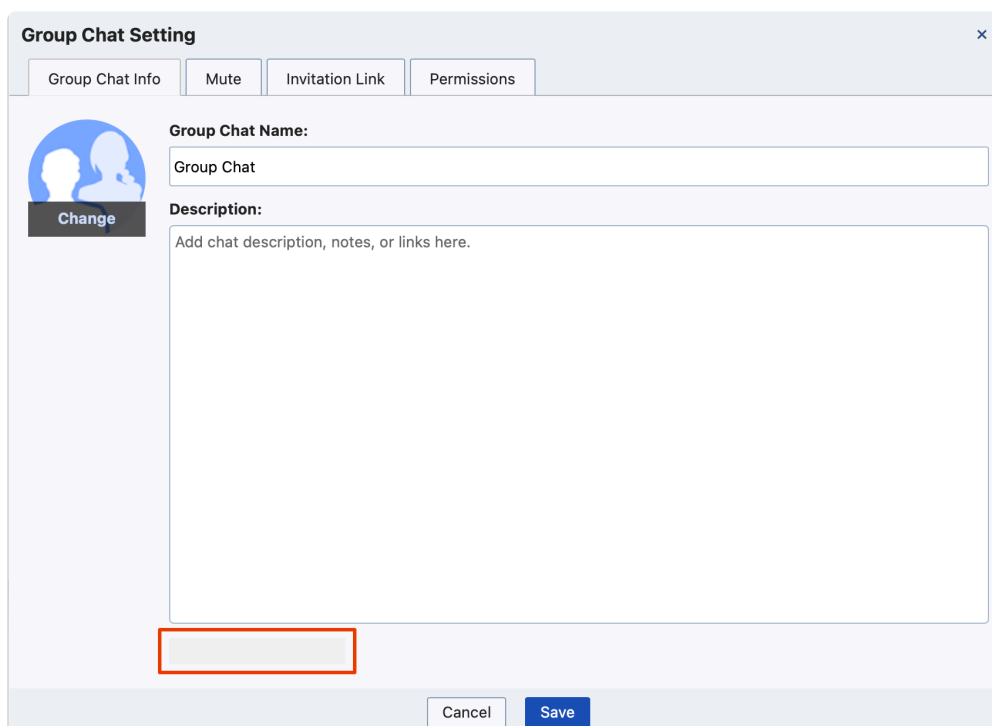 Group Chat Setting
×
Group Chat Info
Mute
Invitation Link
Permissions
Change
Group Chat Name:
Group Chat
Description:
Add chat description, notes, or links here.
Cancel
Save